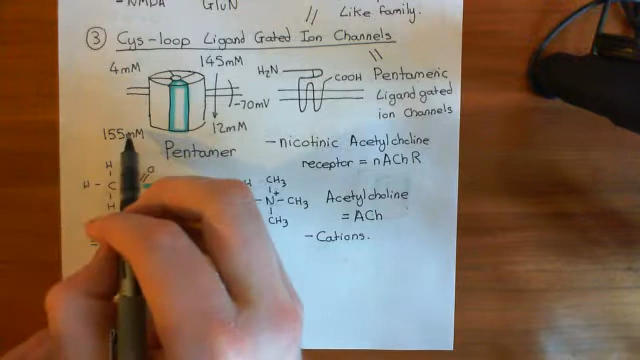 - NMDA GluN // Like family.
③ Cys-loop Ligand Gated Ion Channels
4mM 145mM H₂N COOH Pentameric
Ligand gated
ion Channels
-70mV
12mM
155mM
Pentamer
- nicotinic Acetylcholine
receptor = nAChR
H O H CH₃
H - C - N⁺ - CH₃ Acetylcholine
H CH₃ = ACh
- Cations.